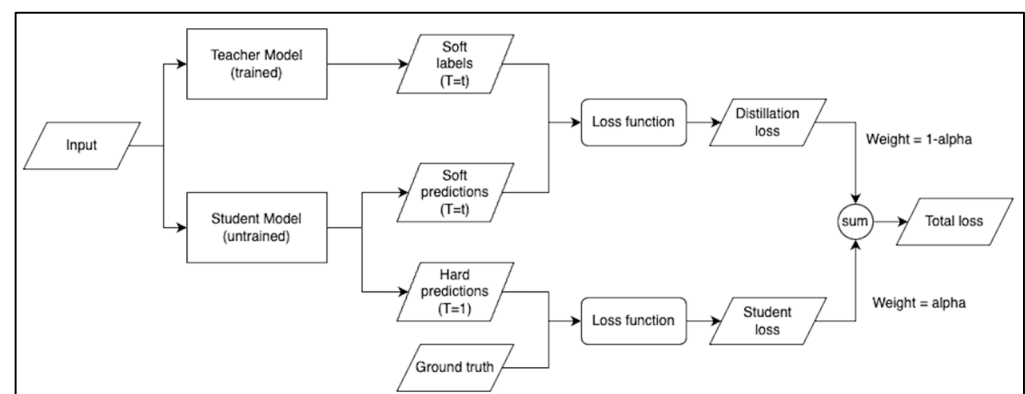 Teacher Model
(trained)
Soft
labels
(T=t)
Input
Loss function
Distillation
loss
Weight = 1-alpha
Student Model
(untrained)
Soft
predictions
(T=t)
sum
Total loss
Hard
predictions
(T=1)
Loss function
Student
loss
Weight = alpha
Ground truth